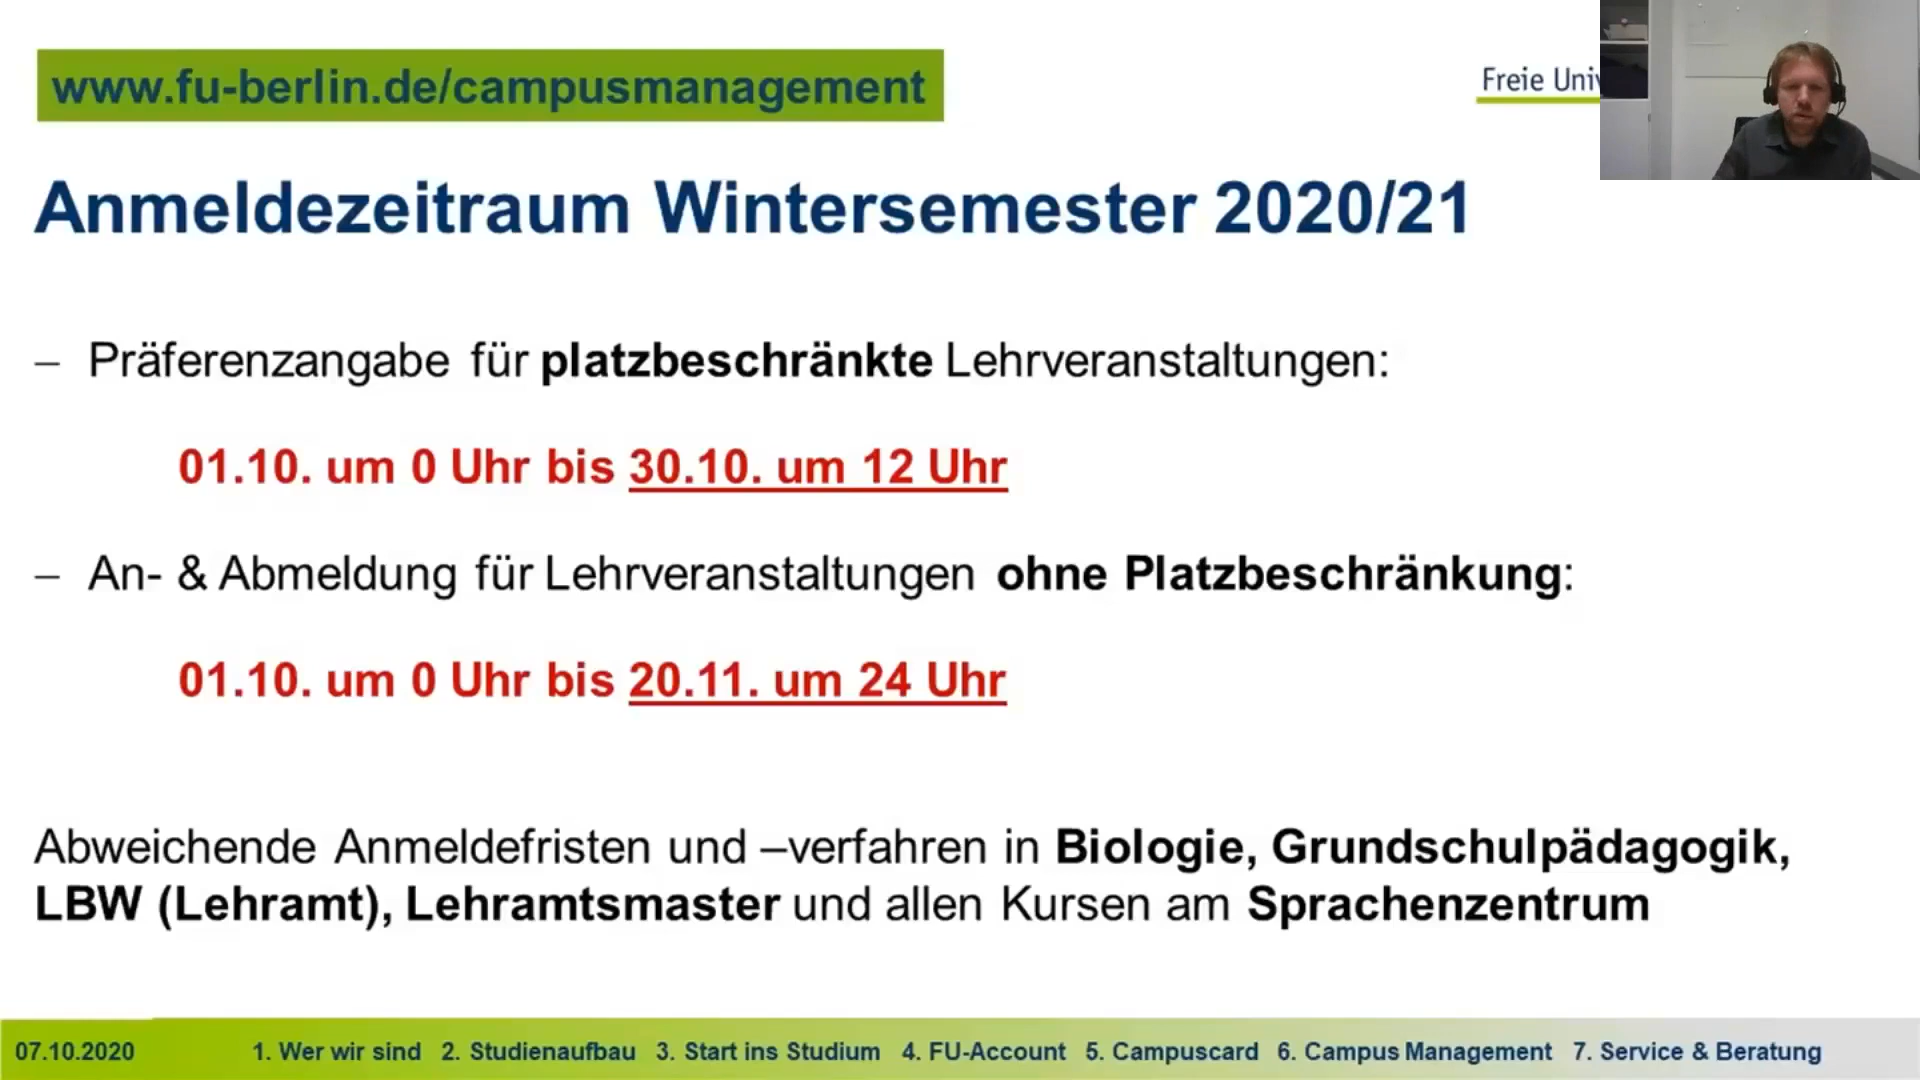 www.fu-berlin.de/campusmanagement
Freie Univ
Anmeldezeitraum Wintersemester 2020/21
– Präferenzangabe für platzbeschränkte Lehrveranstaltungen:
01.10. um 0 Uhr bis 30.10. um 12 Uhr
– An- & Abmeldung für Lehrveranstaltungen ohne Platzbeschränkung:
01.10. um 0 Uhr bis 20.11. um 24 Uhr
Abweichende Anmeldefristen und –verfahren in Biologie, Grundschulpädagogik,
LBW (Lehramt), Lehramtsmaster und allen Kursen am Sprachenzentrum
07.10.2020 1. Wer wir sind 2. Studienaufbau 3. Start ins Studium 4. FU-Account 5. Campuscard 6. Campus Management 7. Service & Beratung